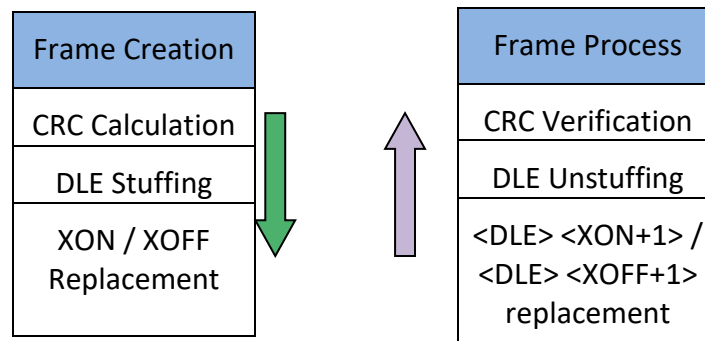 Frame Creation
CRC Calculation
DLE Stuffing
XON / XOFF
Replacement
Frame Process
CRC Verification
DLE Unstuffing
<DLE> <XON+1> /
<DLE> <XOFF+1>
replacement